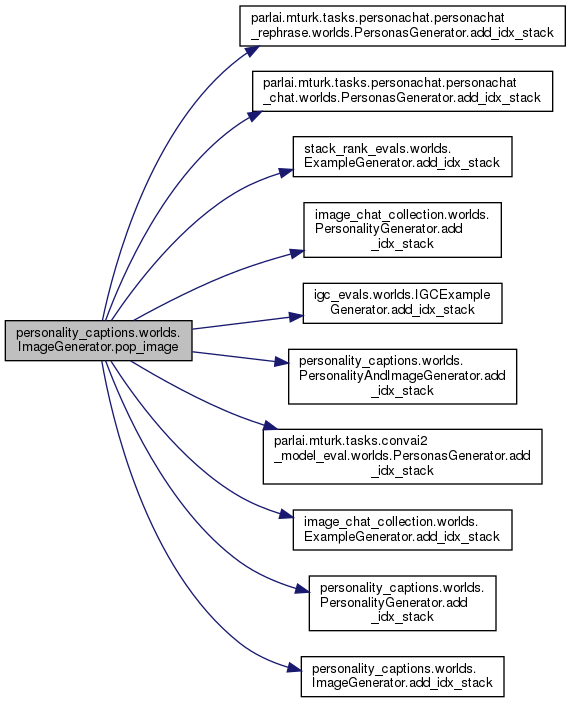 parlai.mturk.tasks.personachat.personachat
_rephrase.worlds.PersonasGenerator.add_idx_stack
parlai.mturk.tasks.personachat.personachat
_chat.worlds.PersonasGenerator.add_idx_stack
stack_rank_evals.worlds.
ExampleGenerator.add_idx_stack
image_chat_collection.worlds.
PersonalityGenerator.add
_idx_stack
igc_evals.worlds.IGCExample
Generator.add_idx_stack
personality_captions.worlds.
ImageGenerator.pop_image
personality_captions.worlds.
PersonalityAndImageGenerator.add
_idx_stack
parlai.mturk.tasks.convai2
_model_eval.worlds.PersonasGenerator.add
_idx_stack
image_chat_collection.worlds.
ExampleGenerator.add_idx_stack
personality_captions.worlds.
PersonalityGenerator.add
_idx_stack
personality_captions.worlds.
ImageGenerator.add_idx_stack